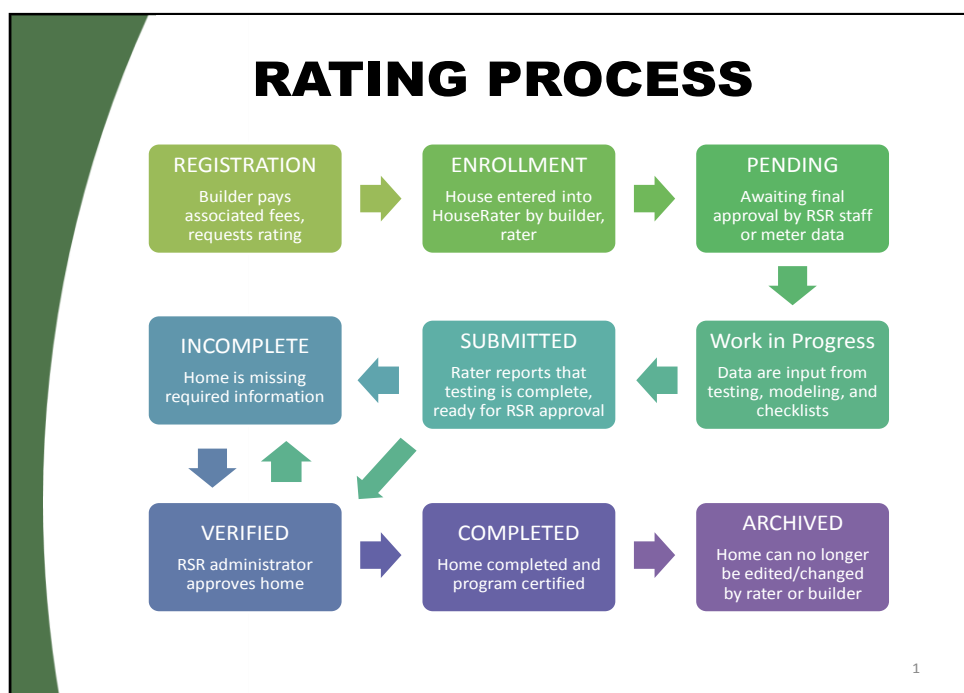 RATING PROCESS
REGISTRATION
Builder pays
associated fees,
requests rating
ENROLLMENT
House entered into
HouseRater by builder,
rater
PENDING
Awaiting final
approval by RSR staff
or meter data
INCOMPLETE
Home is missing
required information
SUBMITTED
Rater reports that
testing is complete,
ready for RSR approval
Work in Progress
Data are input from
testing, modeling, and
checklists
VERIFIED
RSR administrator
approves home
COMPLETED
Home completed and
program certified
ARCHIVED
Home can no longer
be edited/changed
by rater or builder
1